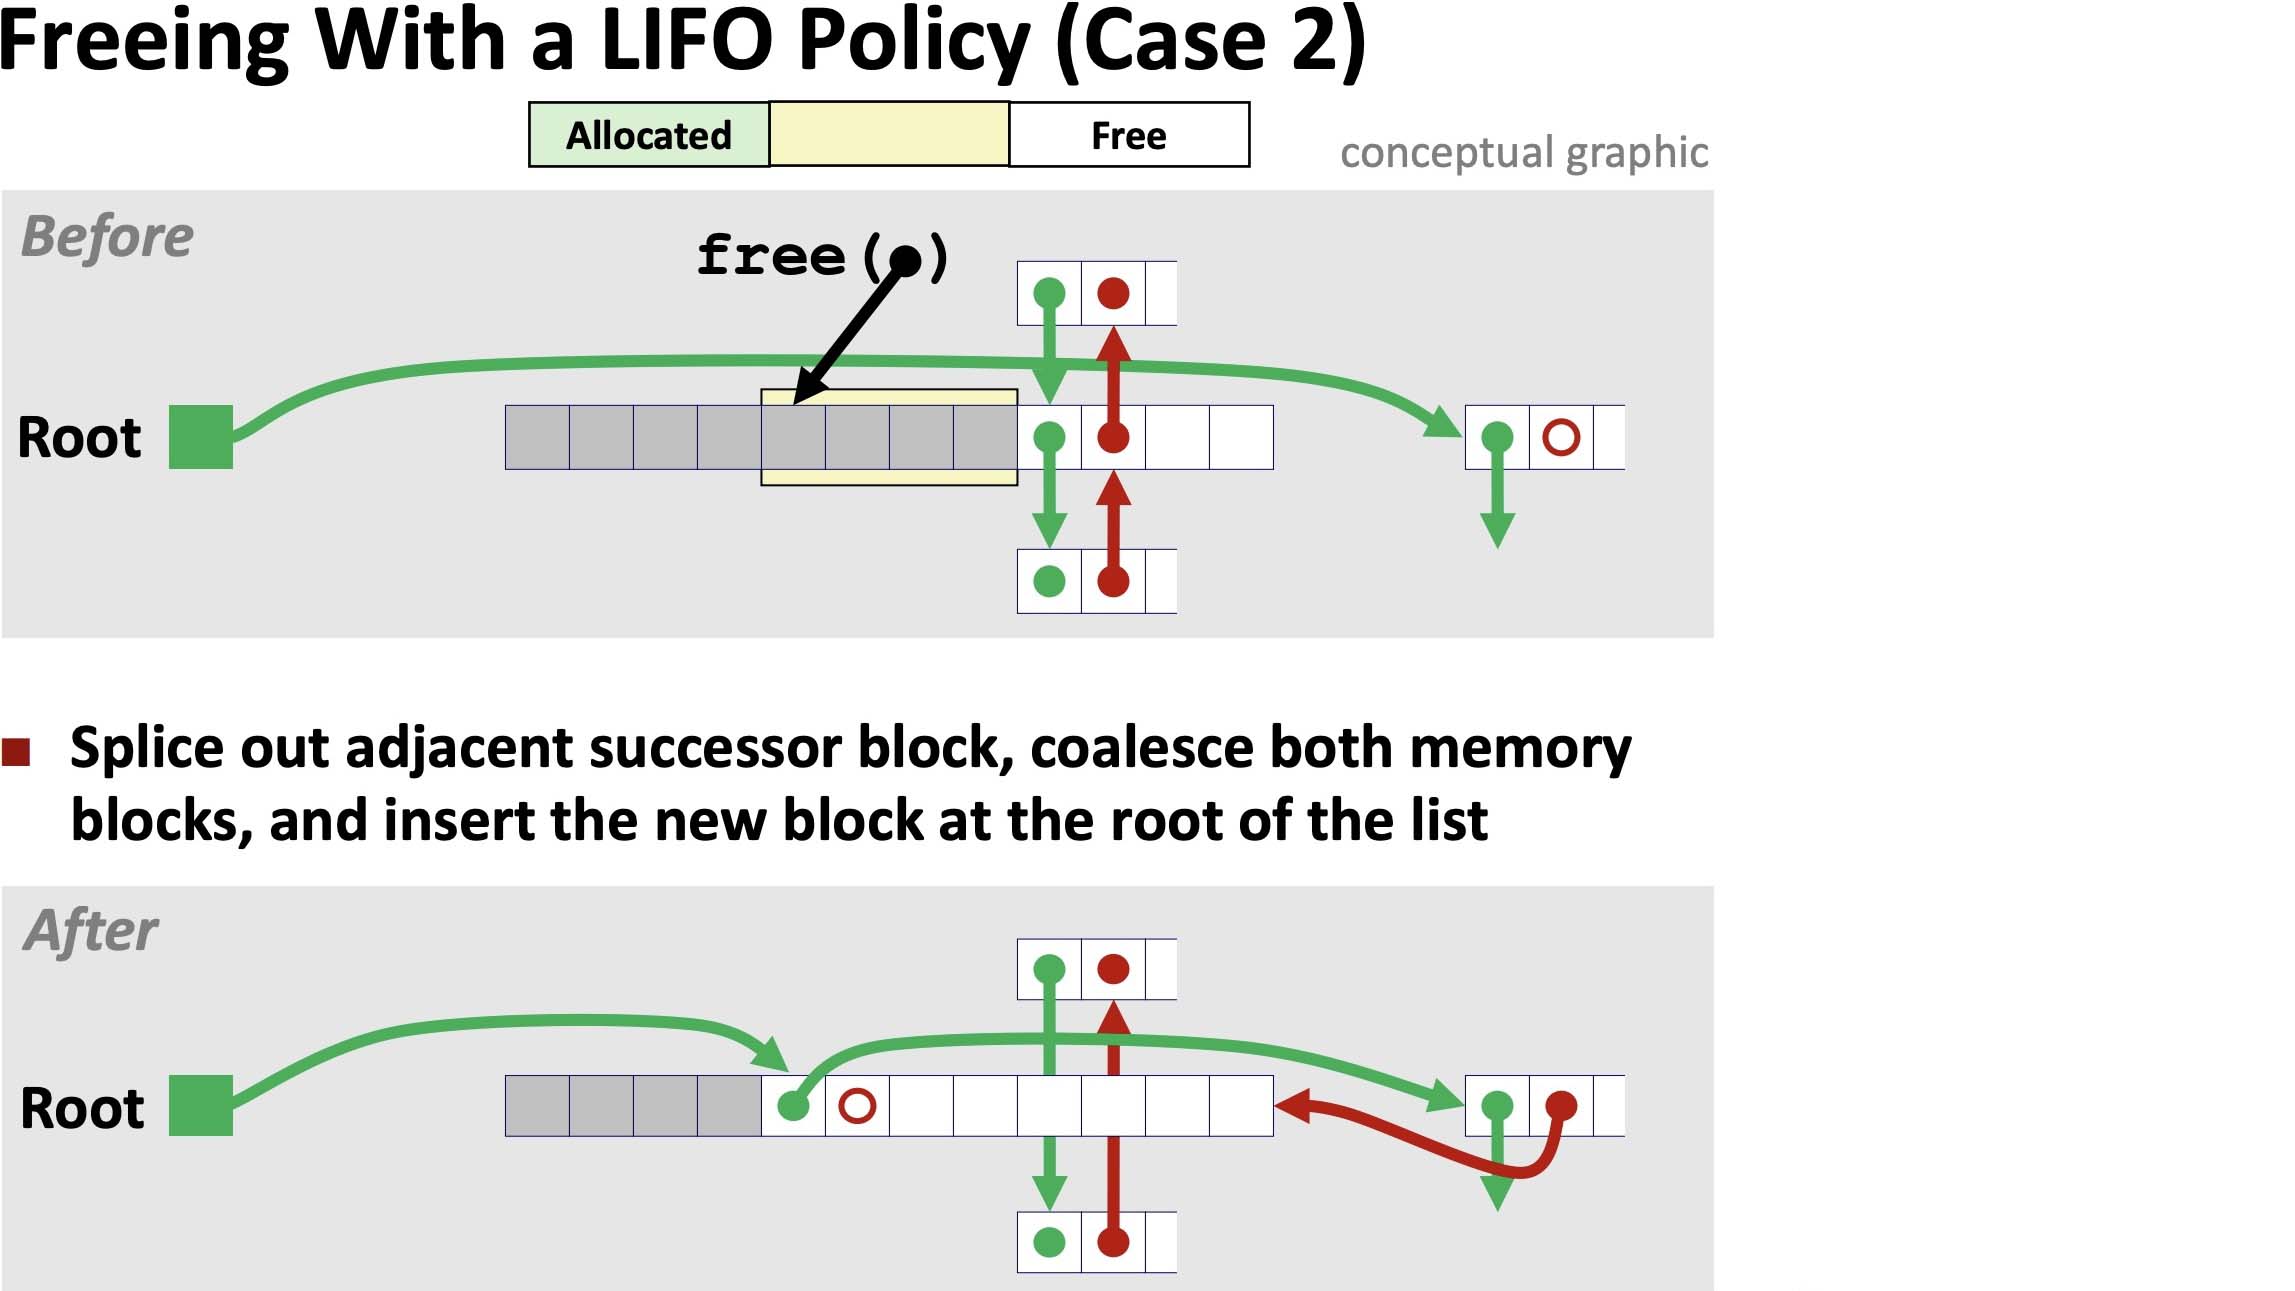 Freeing With a LIFO Policy (Case 2)
Allocated
Free
conceptual graphic
Before
free( )
Root
Splice out adjacent successor block, coalesce both memory
blocks, and insert the new block at the root of the list
After
Root